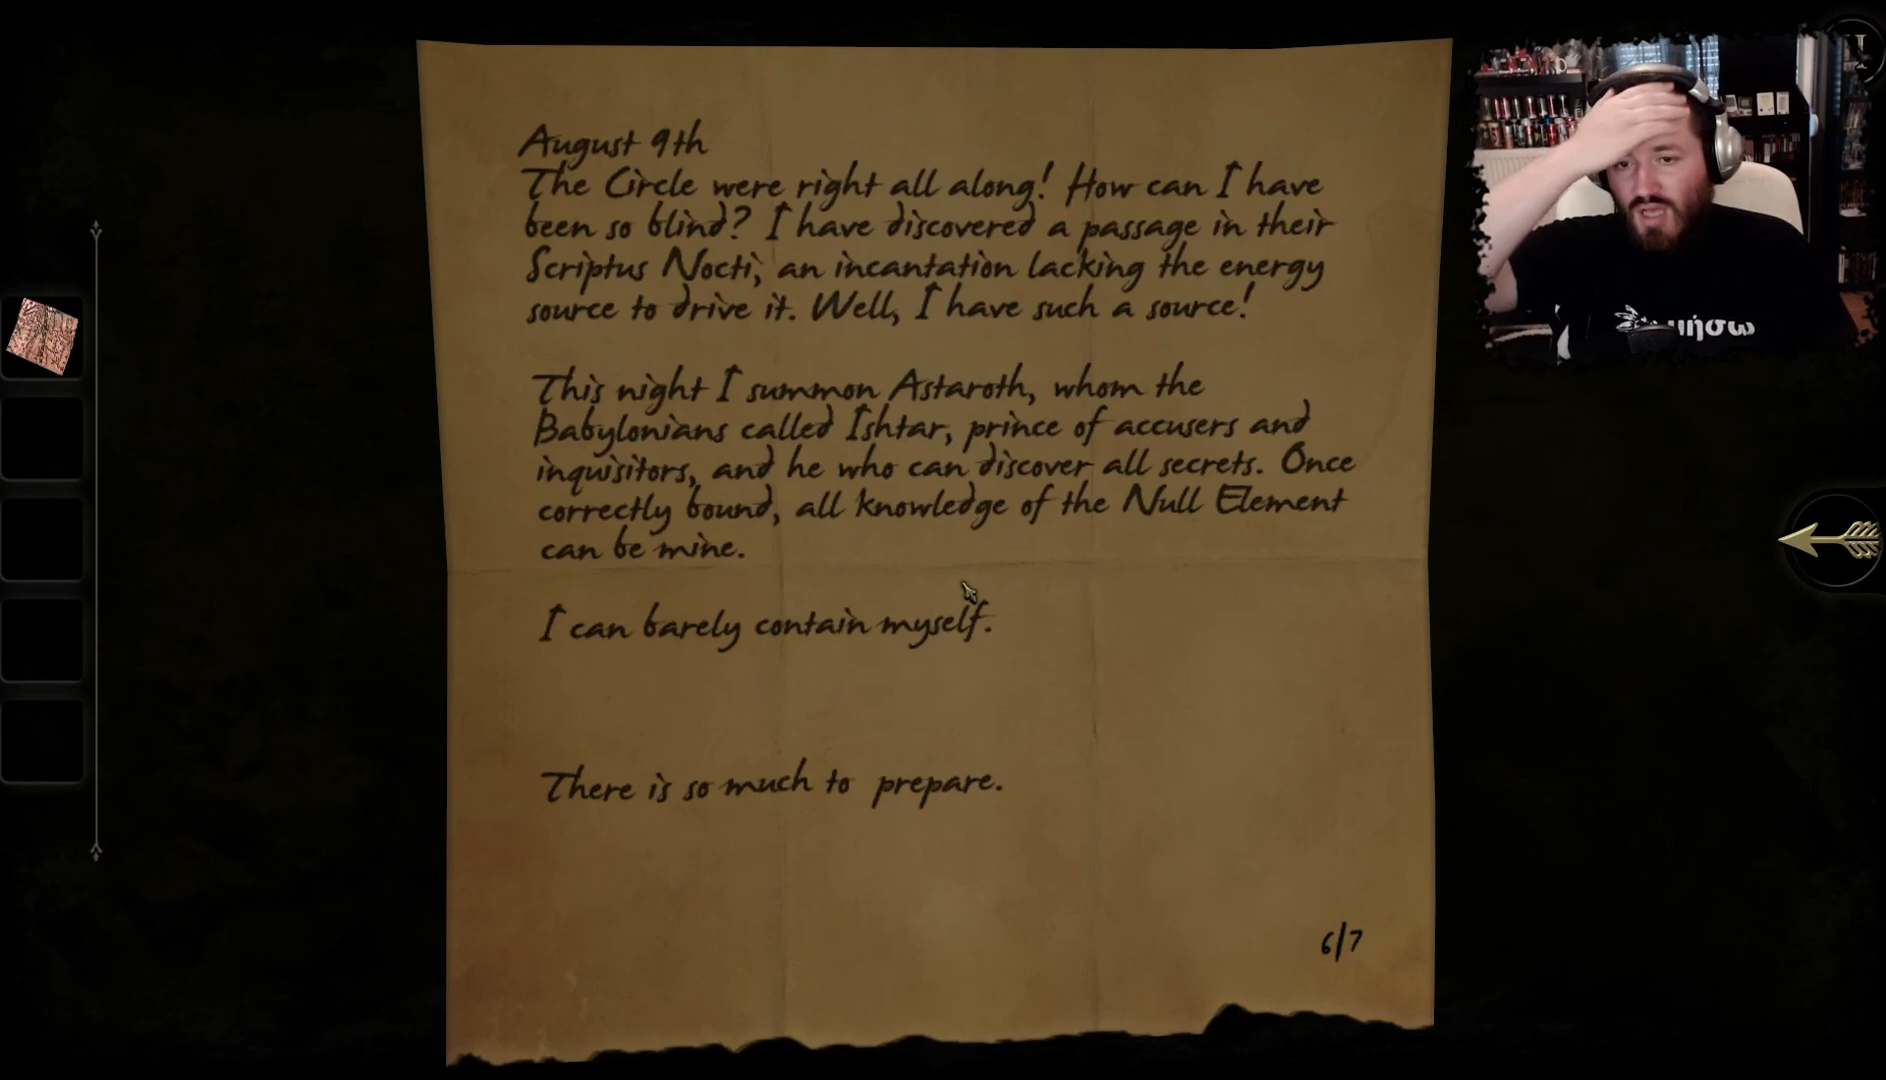 August 9th
The Circle were right all along! How can I have
been so blind? I have discovered a passage in their
Scriptus Nocti, an incantation lacking the energy
source to drive it. Well, I have such a source!
This night I summon Astaroth, whom the
Babylonians called Ishtar, prince of accusers and
inquisitors, and he who can discover all secrets. Once
correctly bound, all knowledge of the Null Element
can be mine.
I can barely contain myself.
There is so much to prepare.
6/7